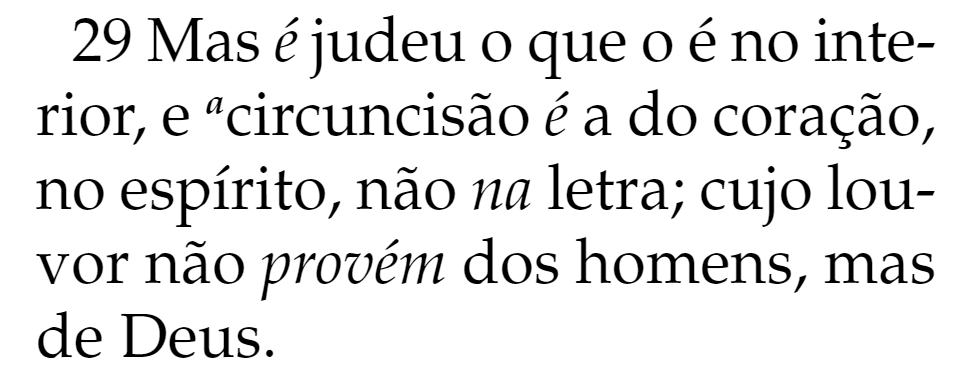 29 Mas é judeu o que o é no inte-
rior, e ᵃcircuncisão é a do coração,
no espírito, não na letra; cujo lou-
vor não provém dos homens, mas
de Deus.